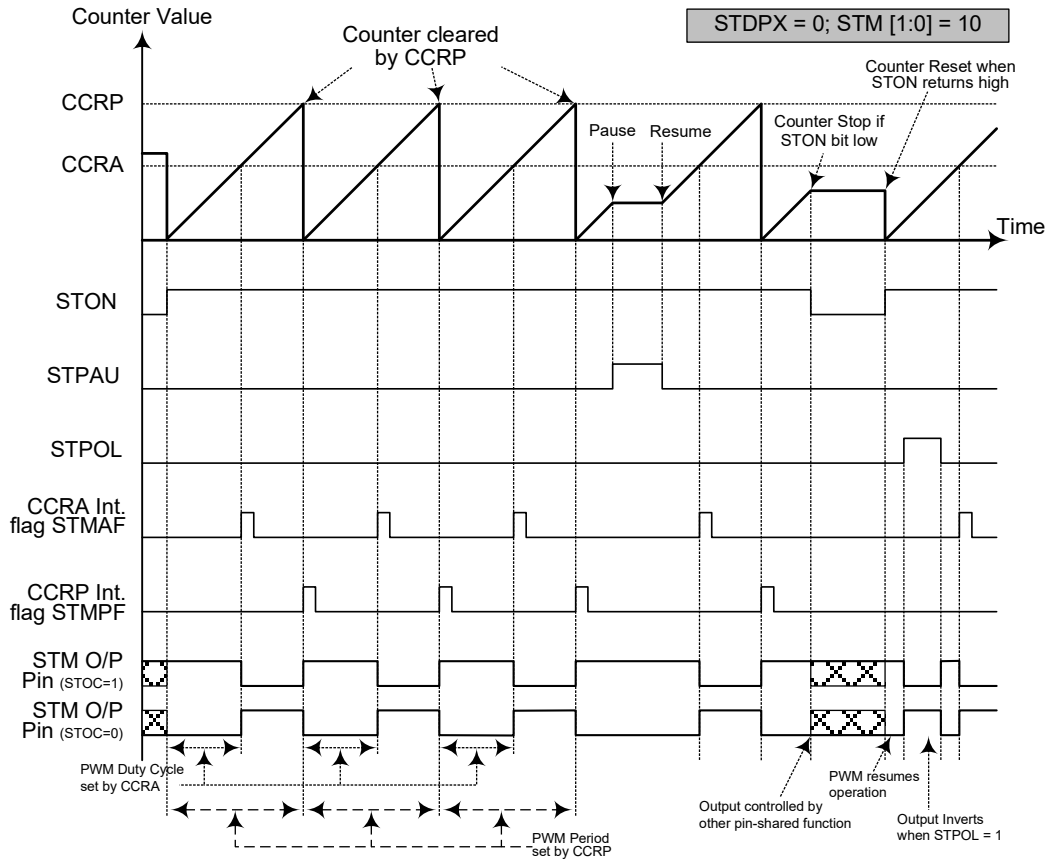 Counter Value
STDPX = 0; STM [1:0] = 10
Counter cleared
by CCRP
Counter Reset when
STON returns high
CCRP
Counter Stop if
STON bit low
Pause
Resume
CCRA
Time
STON
STPAU
STPOL
CCRA Int.
flag STMAF
CCRP Int.
flag STMPF
STM O/P
Pin (STOC=1)
STM O/P
Pin (STOC=0)
PWM Duty Cycle
set by CCRA
PWM resumes
operation
Output controlled by
other pin-shared function
Output Inverts
when STPOL = 1
PWM Period
set by CCRP